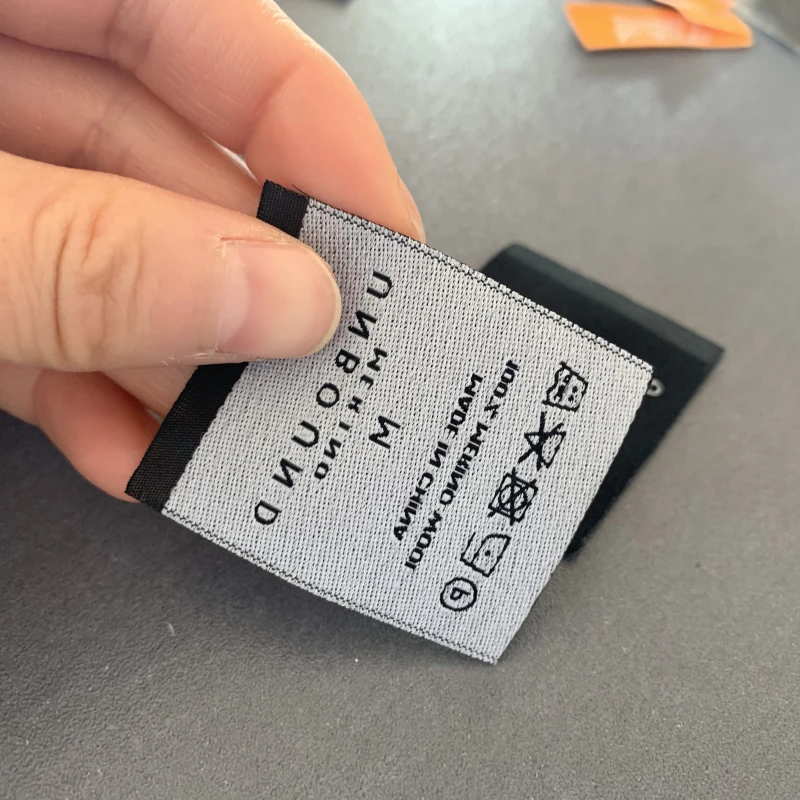 UNBOUND
MERINO
M
MADE IN CHINA
100% MERINO WOOL
P